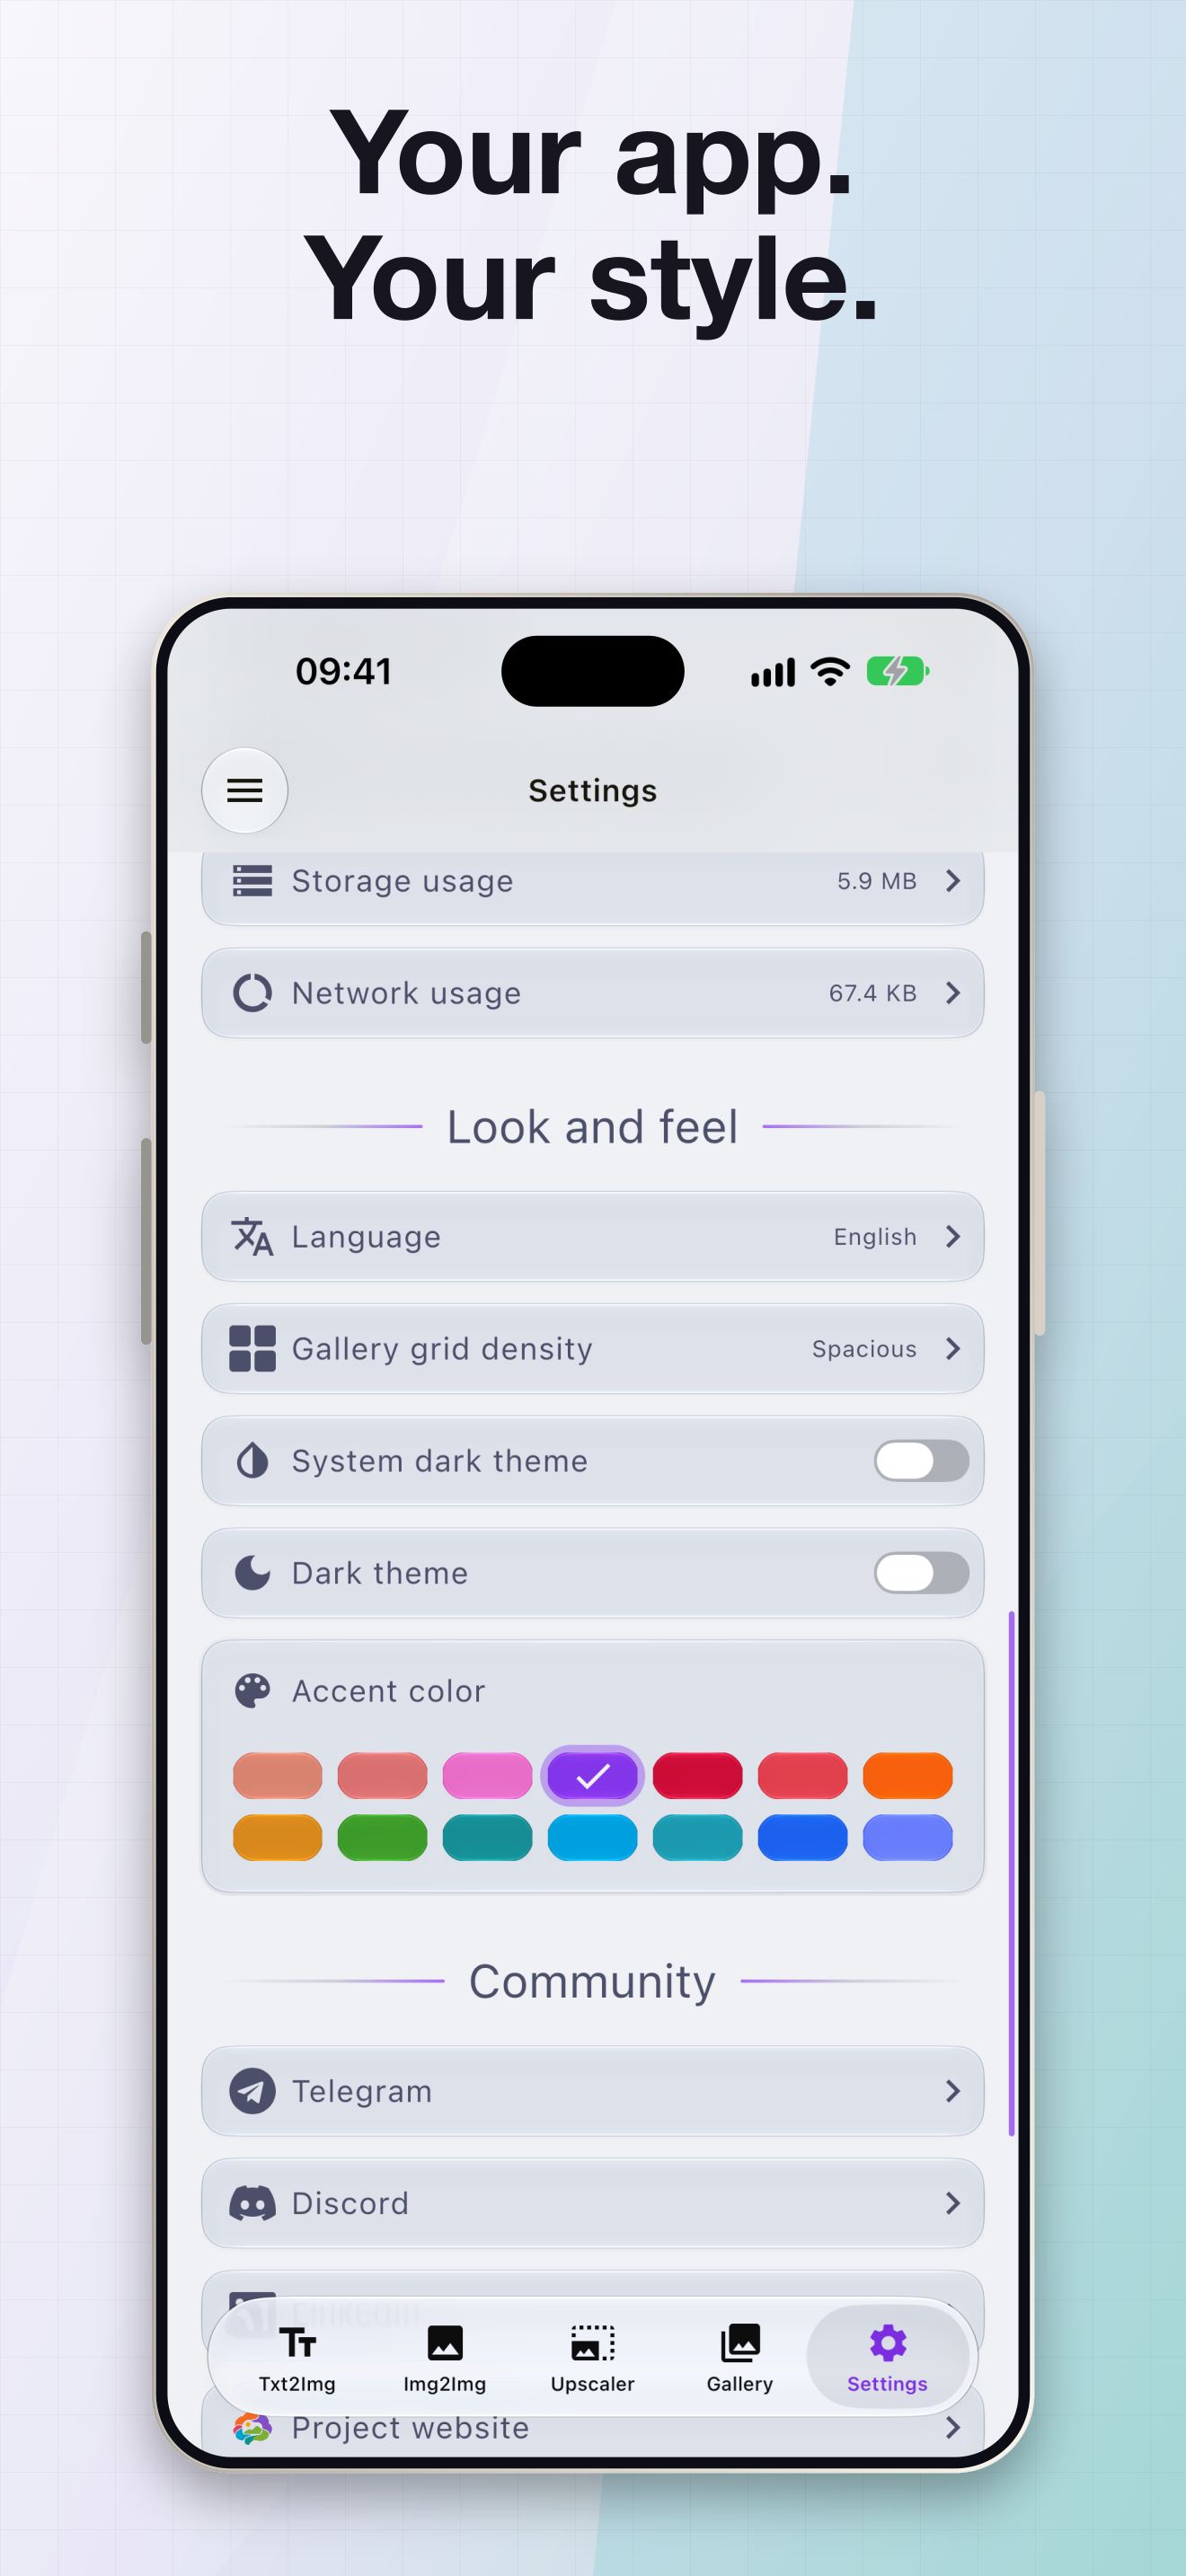 Your app.
Your style.
09:41
Settings
Storage usage 5.9 MB
Network usage 67.4 KB
Look and feel
Language English
Gallery grid density Spacious
System dark theme
Dark theme
Accent color
Community
Telegram
Discord
Txt2Img Img2Img Upscaler Gallery Settings
Project website